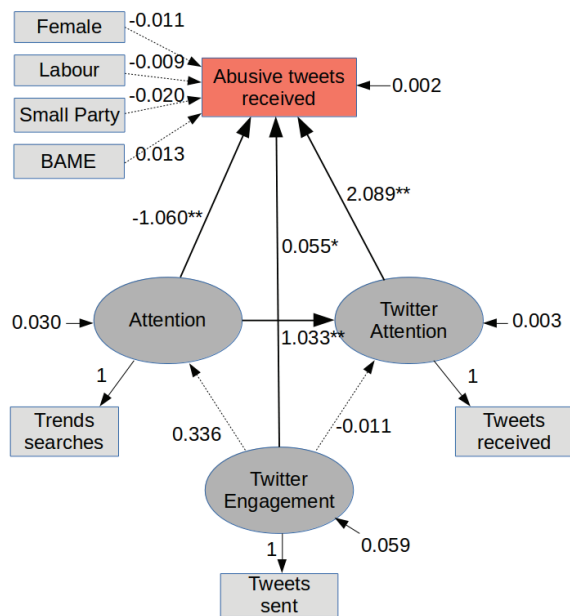 Female
-0.011
Labour
-0.009
Small Party
-0.020
BAME
0.013
Abusive tweets
received
0.002
-1.060**
0.055*
2.089**
0.030
Attention
1.033**
Twitter
Attention
0.003
1
Trends
searches
0.336
-0.011
1
Tweets
received
Twitter
Engagement
1
0.059
Tweets
sent